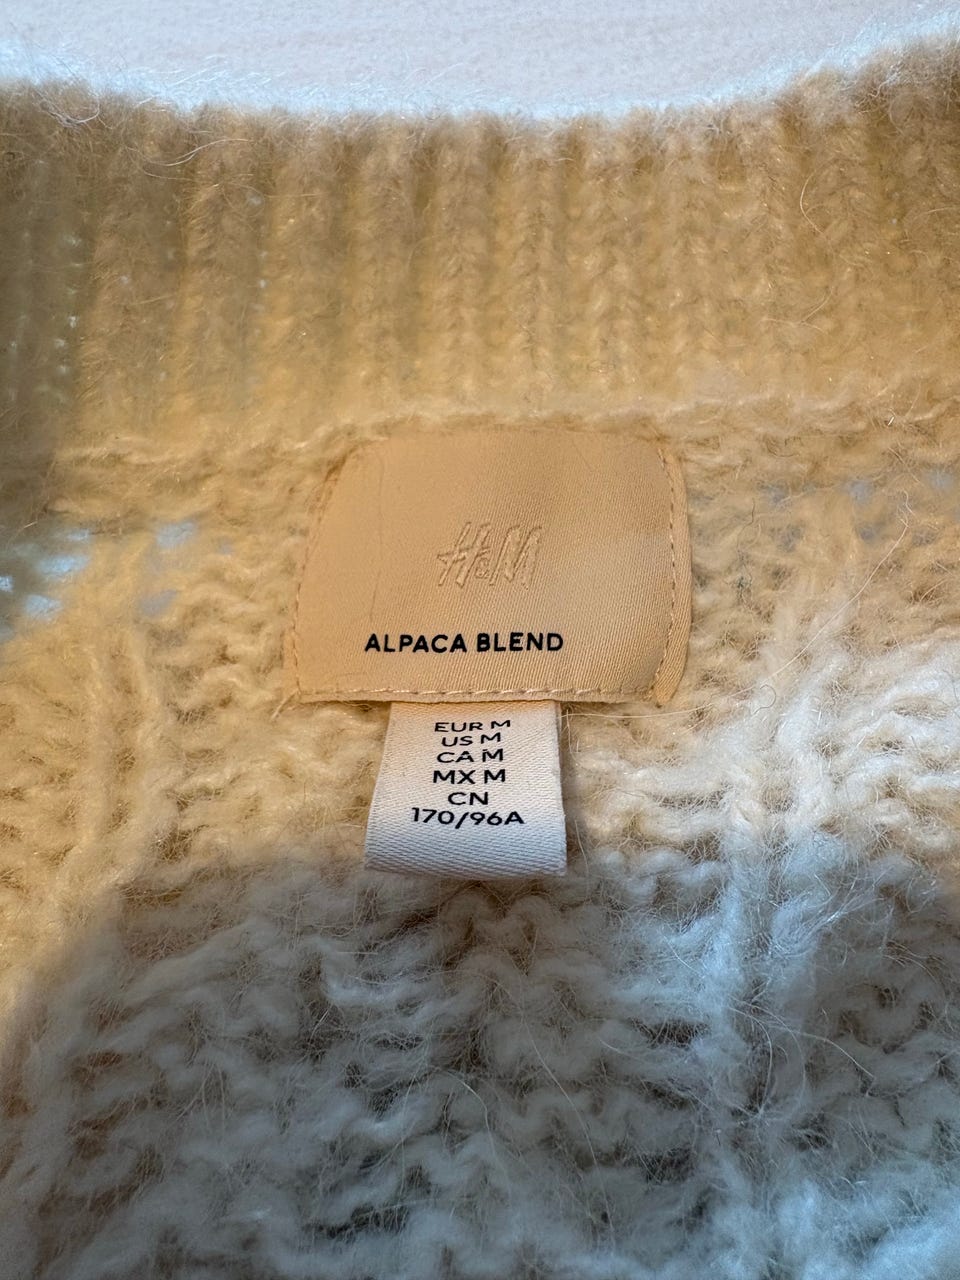 H&M
ALPACA BLEND
EUR M
US M
CA M
MX M
CN
170/96A